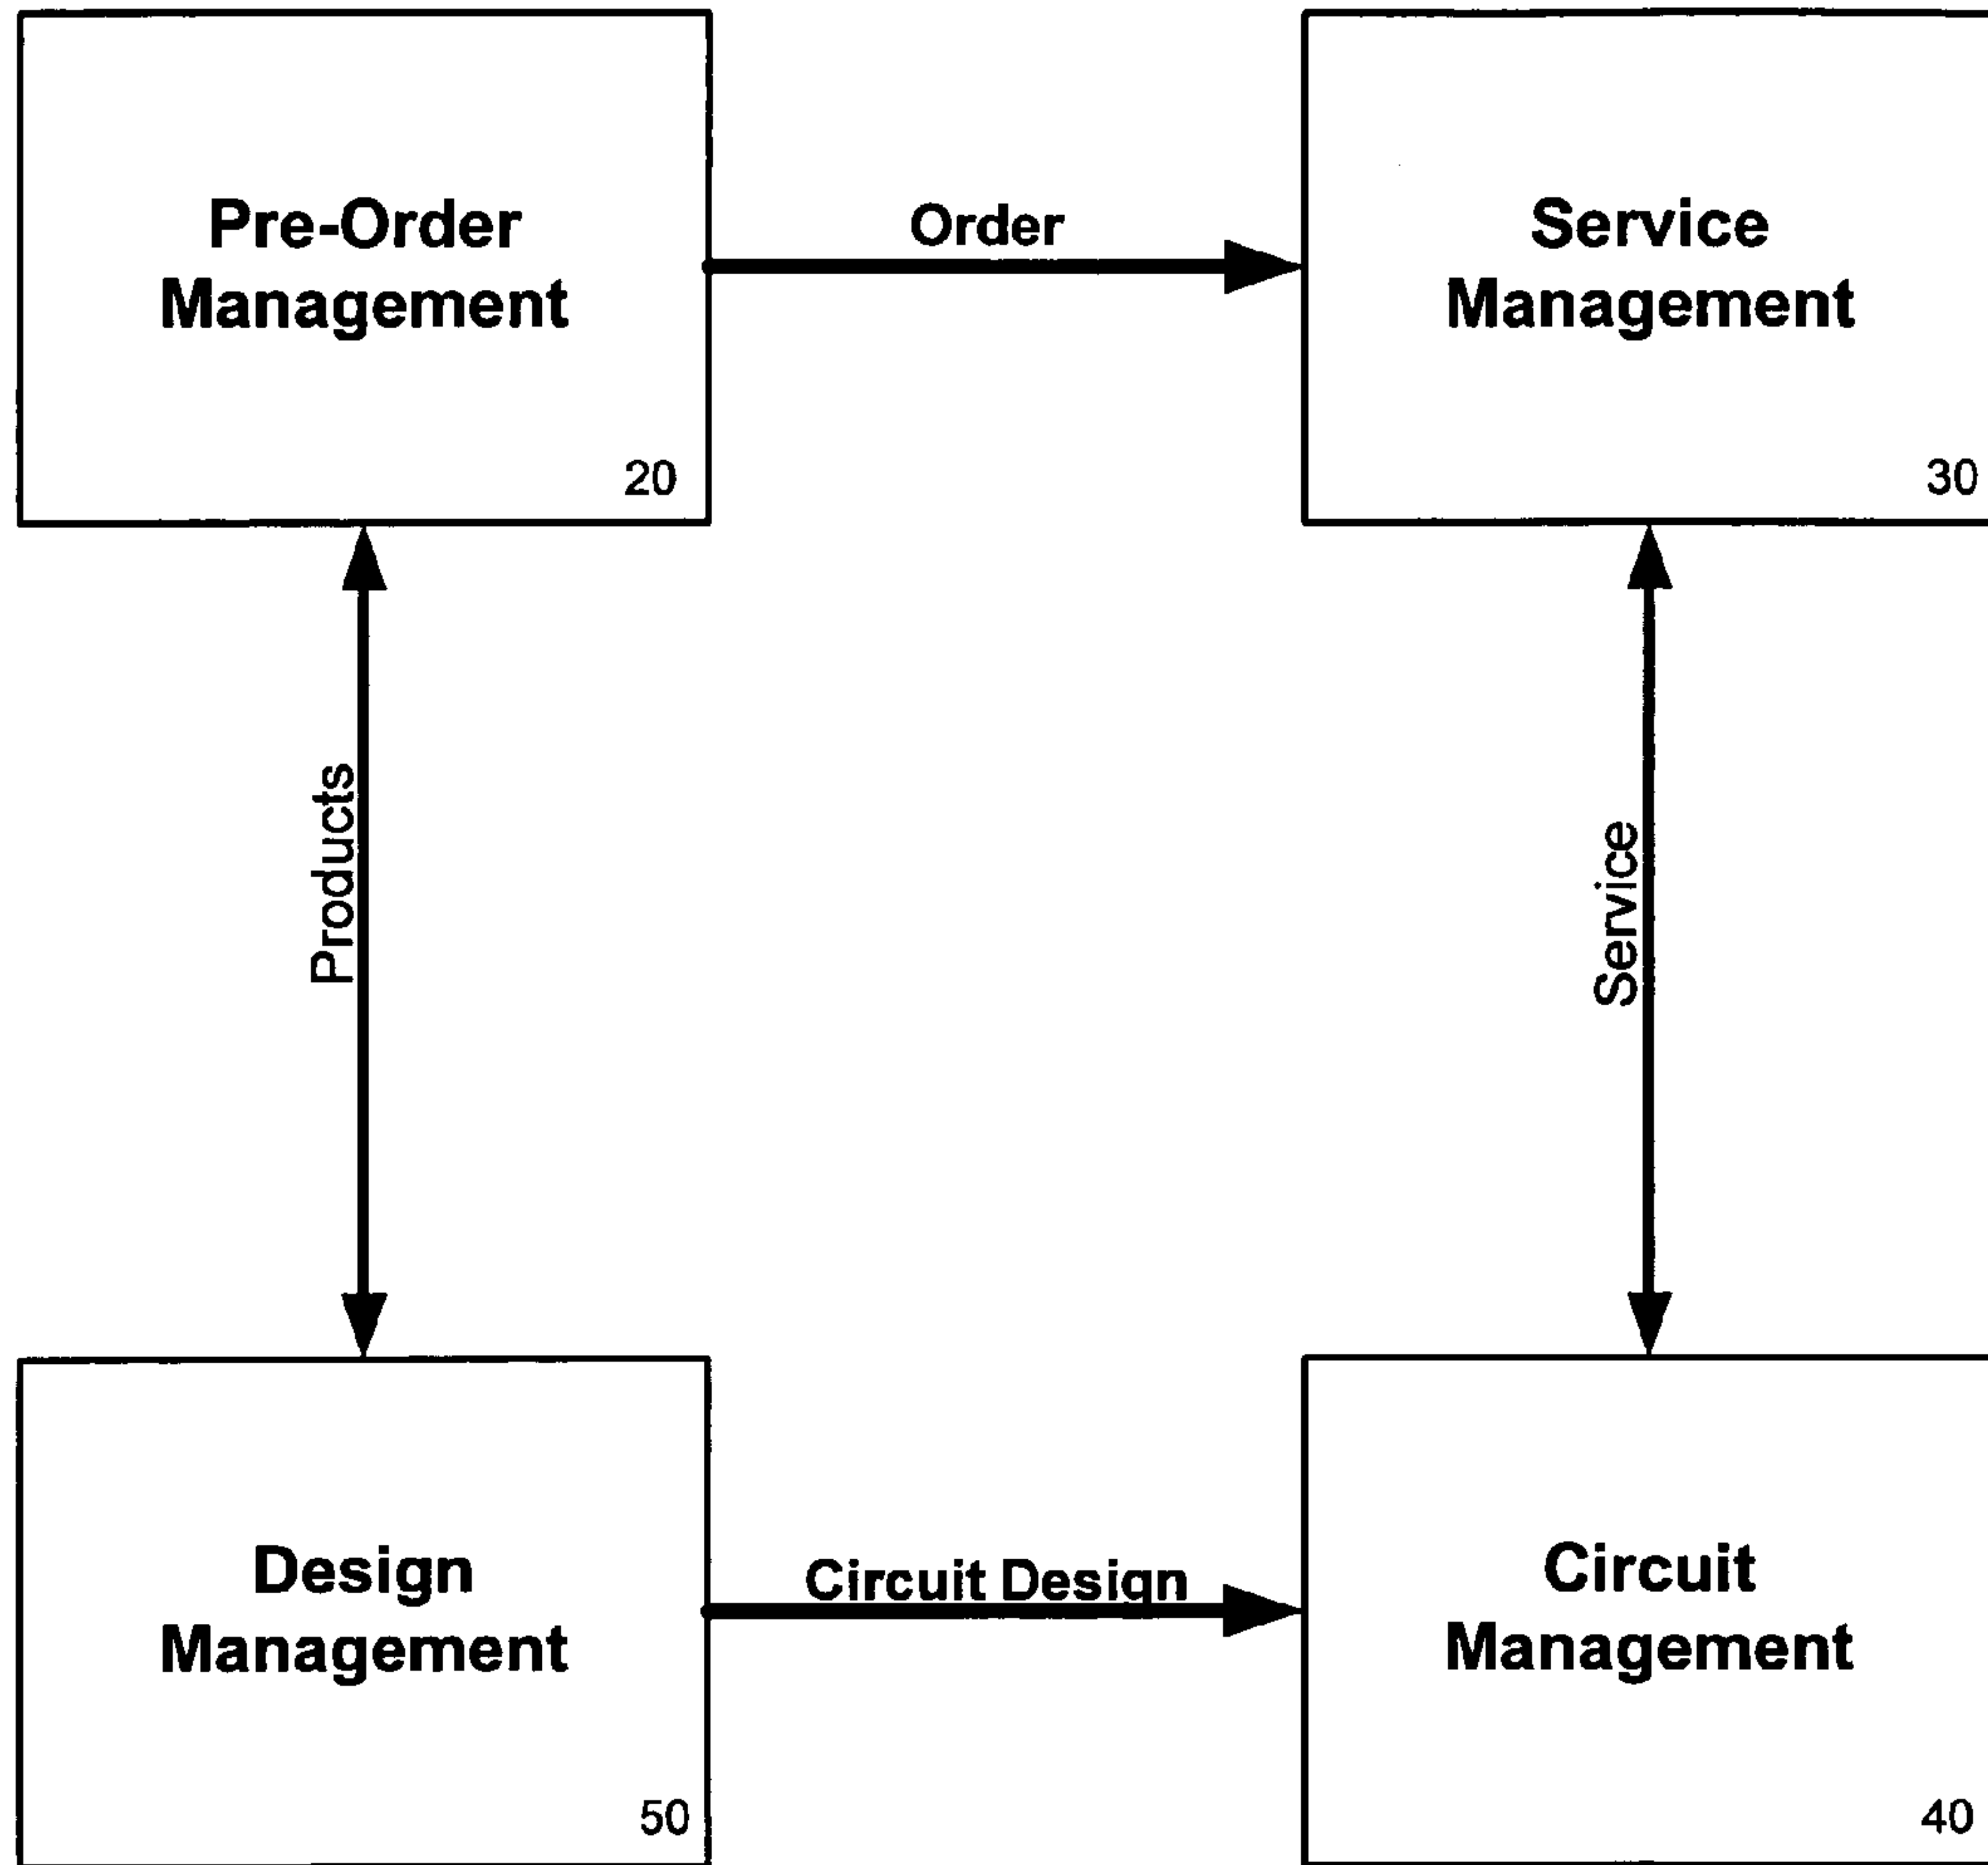 Pre-Order
Management
20
Order
Service
Management
30
Products
Service
Design
Management
50
Circuit Design
Circuit
Management
40